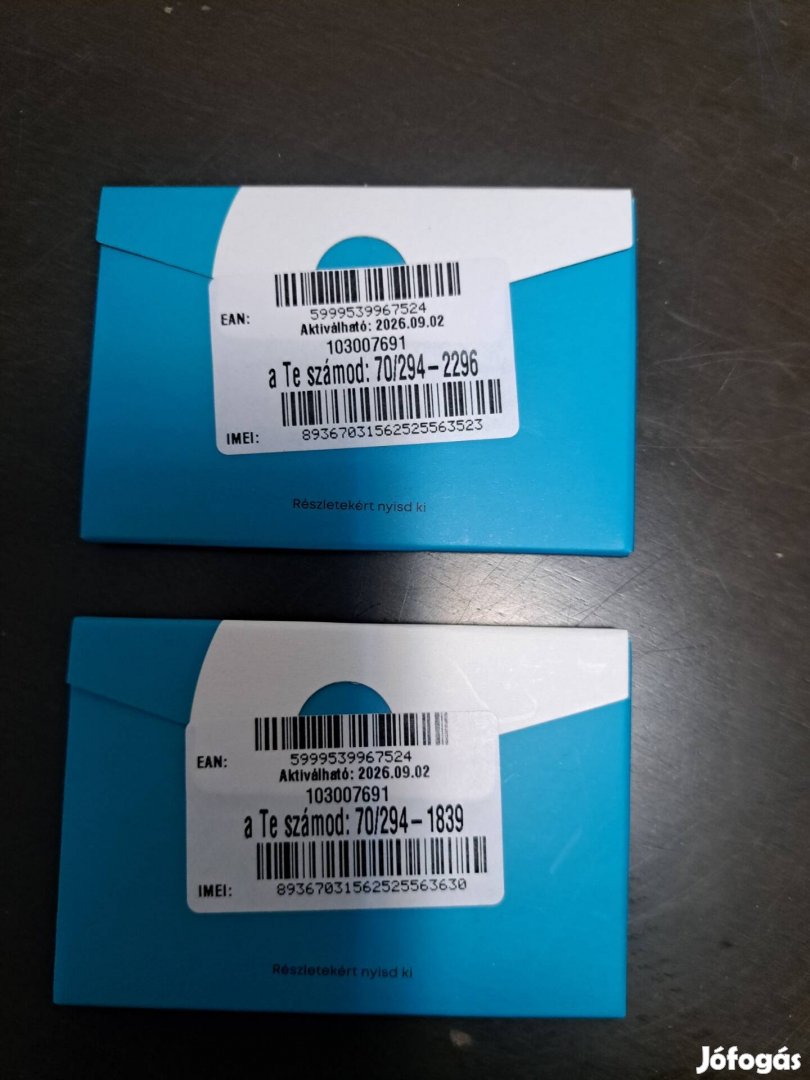 EAN:
5999539967524
Aktiválható: 2026.09.02
103007691
a Te számod: 70/294-2296
IMEI:
89367031562525563523
Részletekért nyisd ki
EAN:
5999539967524
Aktiválható: 2026.09.02
103007691
a Te számod: 70/294-1839
IMEI:
89367031562525563630
Részletekért nyisd ki
Jófogás